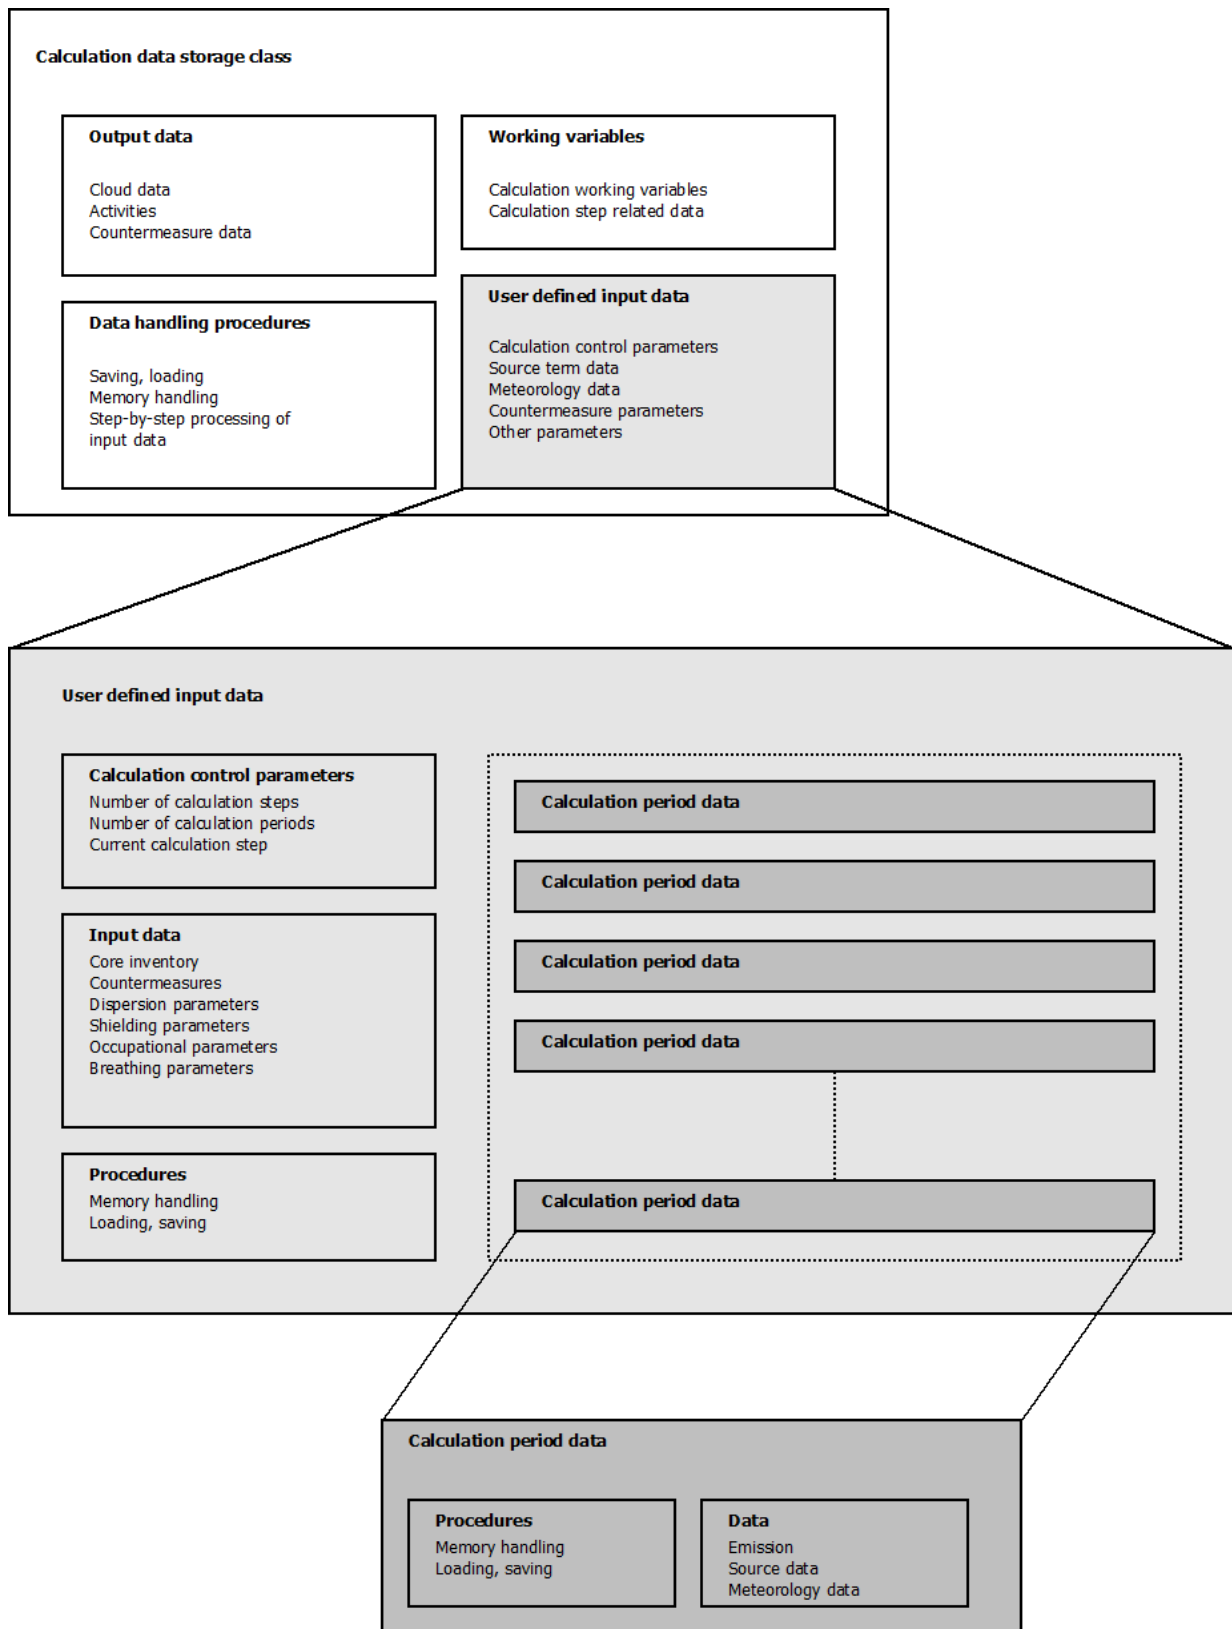 Calculation data storage class
Output data
Cloud data
Activities
Countermeasure data
Working variables
Calculation working variables
Calculation step related data
Data handling procedures
Saving, loading
Memory handling
Step-by-step processing of
input data
User defined input data
Calculation control parameters
Source term data
Meteorology data
Countermeasure parameters
Other parameters
User defined input data
Calculation control parameters
Number of calculation steps
Number of calculation periods
Current calculation step
Input data
Core inventory
Countermeasures
Dispersion parameters
Shielding parameters
Occupational parameters
Breathing parameters
Procedures
Memory handling
Loading, saving
Calculation period data
Calculation period data
Calculation period data
Calculation period data
Calculation period data
Calculation period data
Procedures
Memory handling
Loading, saving
Data
Emission
Source data
Meteorology data